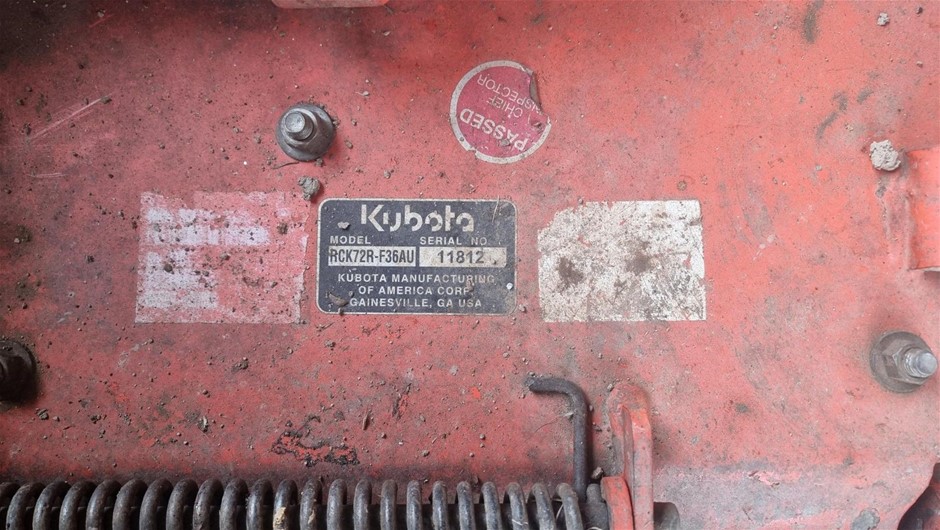 PASSED
CHIEF
INSPECTOR
Kubota
MODEL SERIAL NO.
RCK72R-F36AU 11812
KUBOTA MANUFACTURING
OF AMERICA CORP.
GAINESVILLE, GA USA